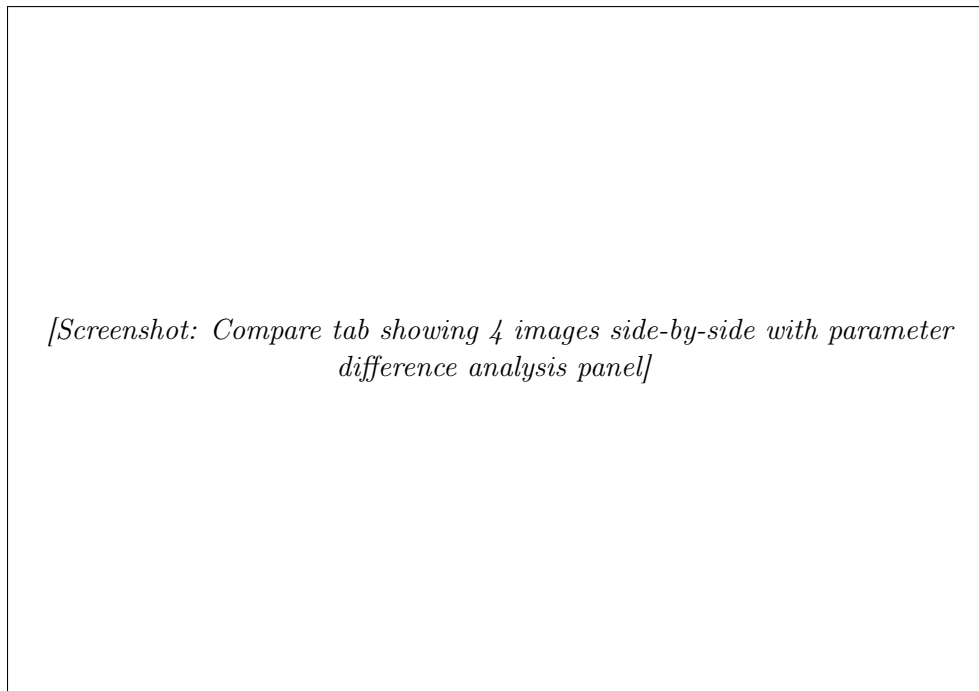 [Screenshot: Compare tab showing 4 images side-by-side with parameter
difference analysis panel]